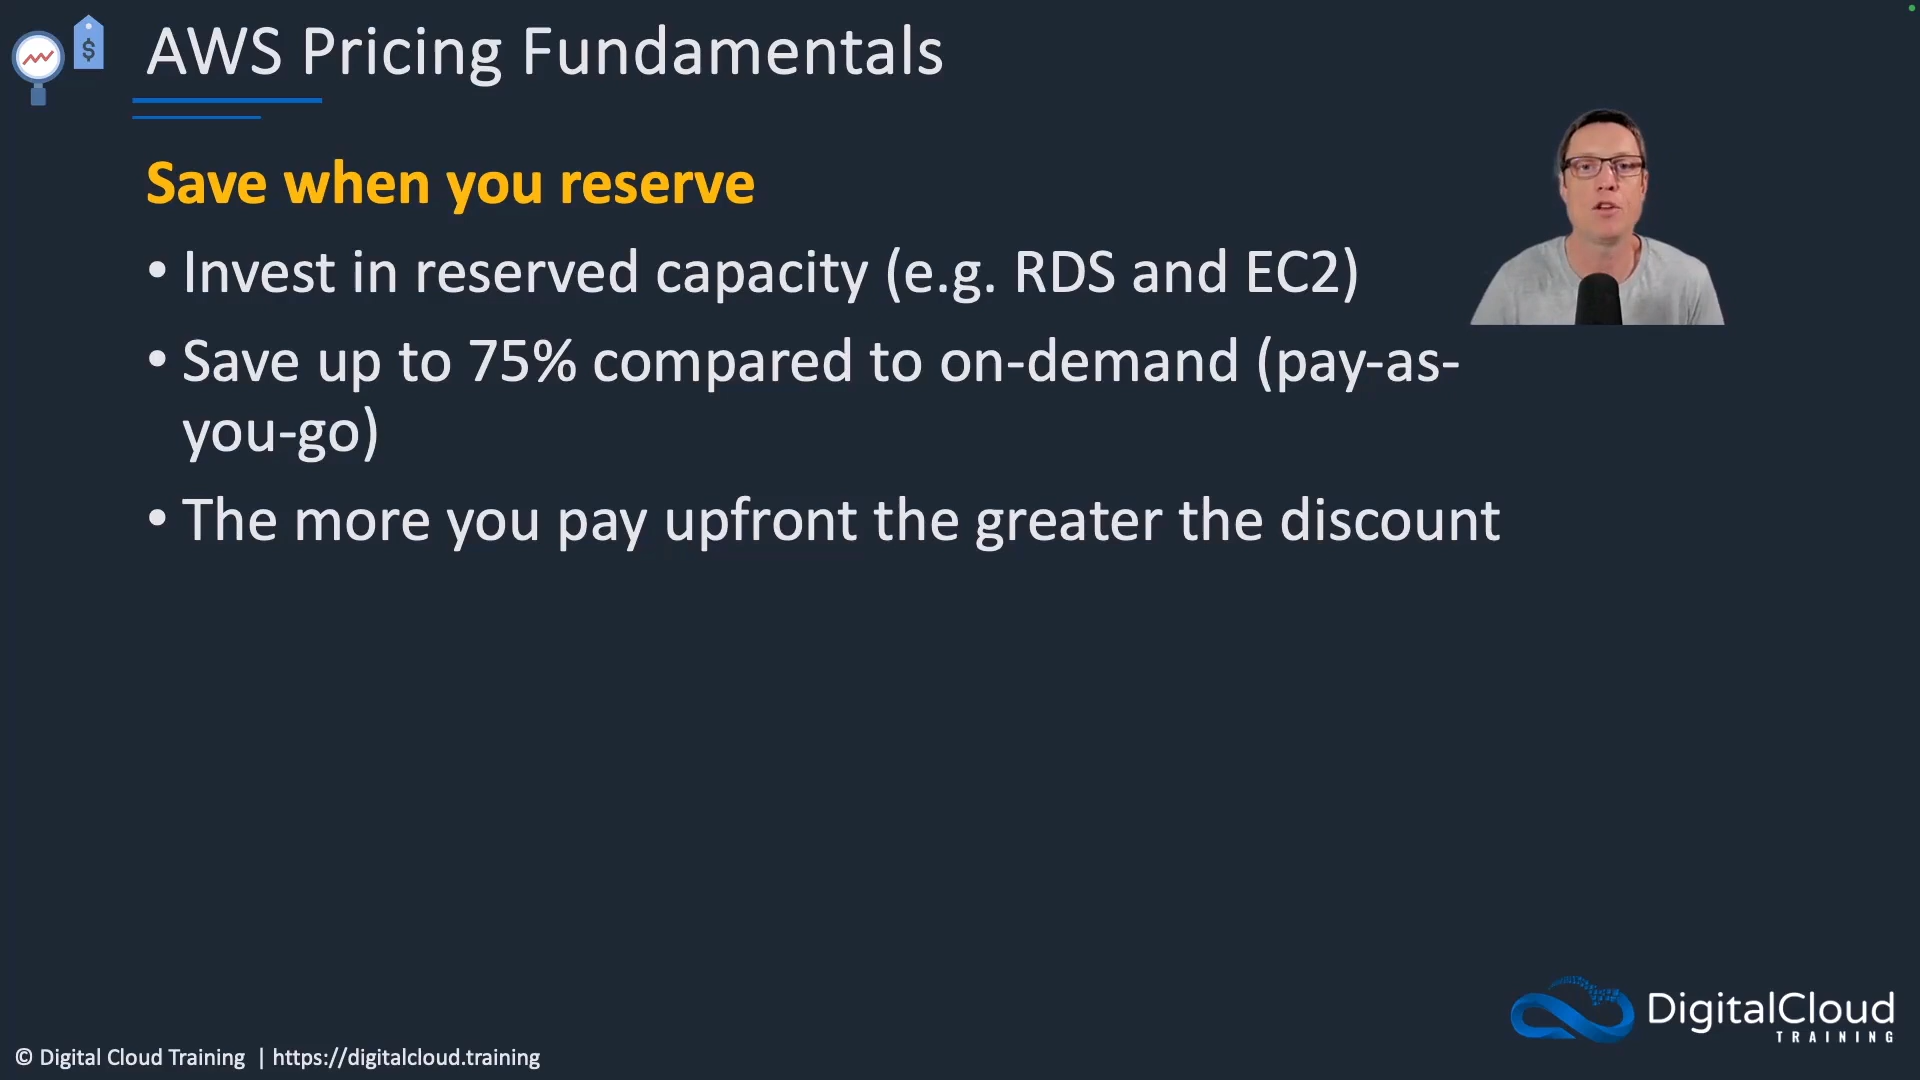 $
AWS Pricing Fundamentals
Save when you reserve
• Invest in reserved capacity (e.g. RDS and EC2)
• Save up to 75% compared to on-demand (pay-as-
you-go)
• The more you pay upfront the greater the discount
DigitalCloud
TRAINING
© Digital Cloud Training | https://digitalcloud.training